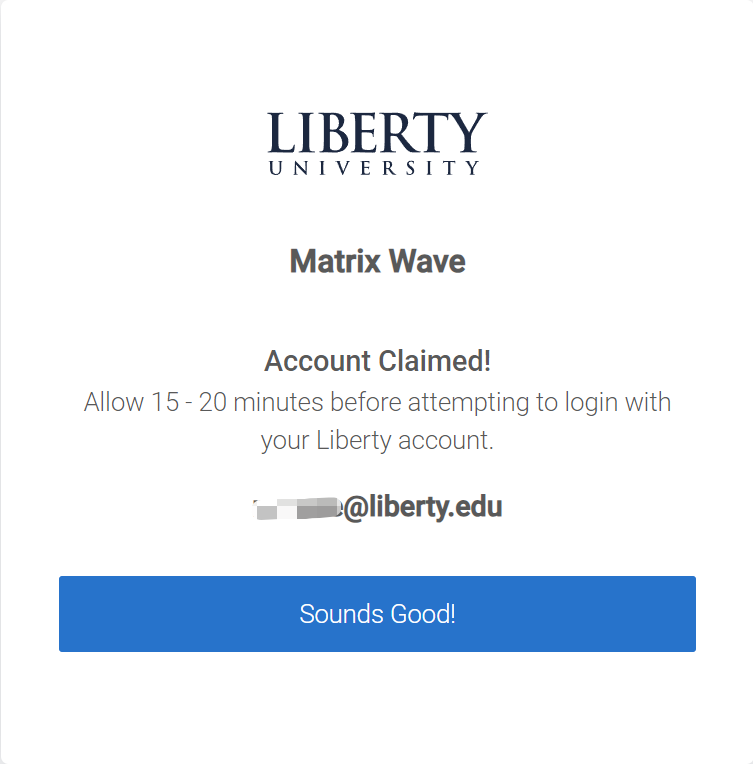 LIBERTY
UNIVERSITY
Matrix Wave
Account Claimed!
Allow 15 - 20 minutes before attempting to login with
your Liberty account.
@liberty.edu
Sounds Good!